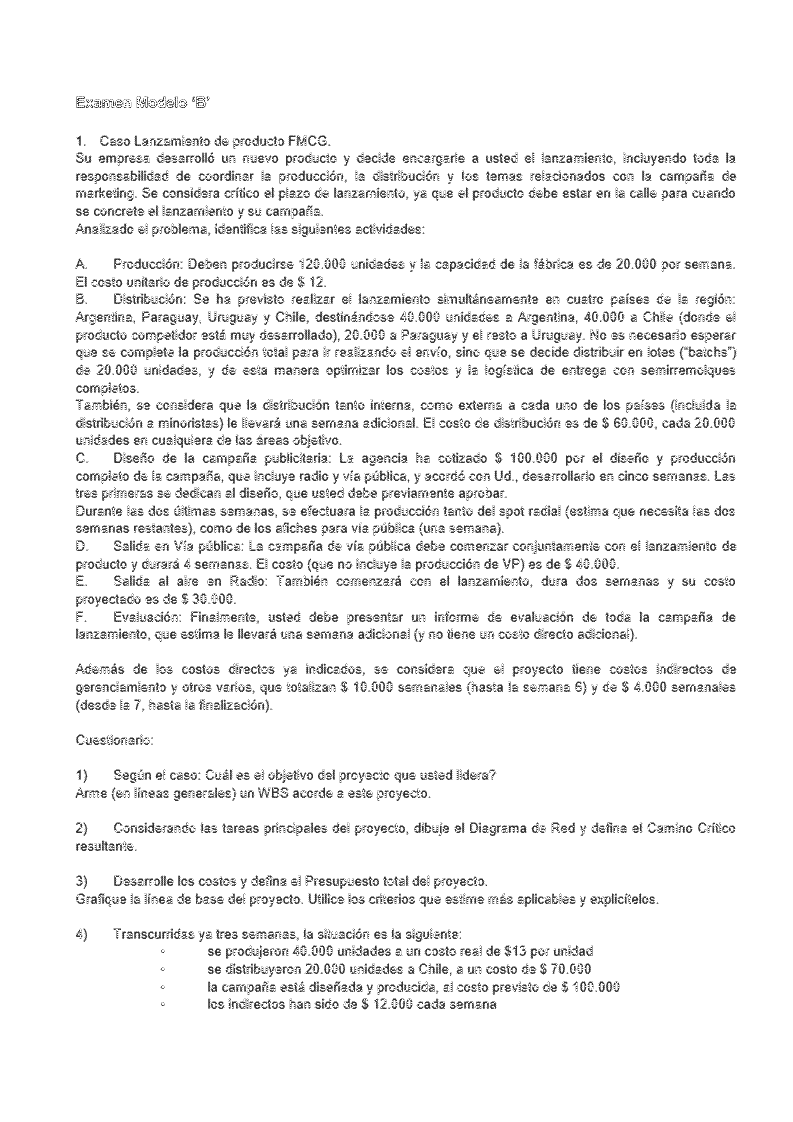 Examen Modelo 'B'
1. Caso Lanzamiento de producto FMCG.
Su empresa desarrolló un nuevo producto y decide encargarle a usted el lanzamiento, incluyendo toda la
responsabilidad de coordinar la producción, la distribución y los temas relacionados con la campaña de
marketing. Se considera crítico el plazo de lanzamiento, ya que el producto debe estar en la calle para cuando
se concrete el lanzamiento y su campaña.
Analizado el problema, identifica las siguientes actividades:
A. Producción: Deben producirse 120.000 unidades y la capacidad de la fábrica es de 20.000 por semana.
El costo unitario de producción es de $ 12.
B. Distribución: Se ha previsto realizar el lanzamiento simultáneamente en cuatro países de la región:
Argentina, Paraguay, Uruguay y Chile, destinándose 40.000 unidades a Argentina, 40.000 a Chile (donde el
producto competidor está muy desarrollado), 20.000 a Paraguay y el resto a Uruguay. No es necesario esperar
que se complete la producción total para ir realizando el envío, sino que se decide distribuir en lotes ("batchs")
de 20.000 unidades, y de esta manera optimizar los costos y la logística de entrega con semirremolques
completos.
También, se considera que la distribución tanto interna, como externa a cada uno de los países (incluida la
distribución a minoristas) le llevará una semana adicional. El costo de distribución es de $ 60.000, cada 20.000
unidades en cualquiera de las áreas objetivo.
C. Diseño de la campaña publicitaria: La agencia ha cotizado $ 100.000 por el diseño y producción
completo de la campaña, que incluye radio y vía pública, y acordó con Ud., desarrollarlo en cinco semanas. Las
tres primeras se dedican al diseño, que usted debe previamente aprobar.
Durante las dos últimas semanas, se efectuara la producción tanto del spot radial (estima que necesita las dos
semanas restantes), como de los afiches para vía pública (una semana).
D. Salida en Vía pública: La campaña de vía pública debe comenzar conjuntamente con el lanzamiento de
producto y durará 4 semanas. El costo (que no incluye la producción de VP) es de $ 40.000.
E. Salida al aire en Radio: También comenzará con el lanzamiento, dura dos semanas y su costo
proyectado es de $ 30.000.
F. Evaluación: Finalmente, usted debe presentar un informe de evaluación de toda la campaña de
lanzamiento, que estima le llevará una semana adicional (y no tiene un costo directo adicional).
Además de los costos directos ya indicados, se considera que el proyecto tiene costos indirectos de
gerenciamiento y otros varios, que totalizan $ 10.000 semanales (hasta la semana 6) y de $ 4.000 semanales
(desde la 7, hasta la finalización).
Cuestionario:
1) Según el caso: Cuál es el objetivo del proyecto que usted lidera?
Arme (en líneas generales) un WBS acorde a este proyecto.
2) Considerando las tareas principales del proyecto, dibuje el Diagrama de Red y defina el Camino Crítico
resultante.
3) Desarrolle los costos y defina el Presupuesto total del proyecto.
Grafique la línea de base del proyecto. Utilice los criterios que estime más aplicables y explicítelos.
4) Transcurridas ya tres semanas, la situación es la siguiente:
◦ se produjeron 40.000 unidades a un costo real de $13 por unidad
◦ se distribuyeron 20.000 unidades a Chile, a un costo de $ 70.000
◦ la campaña está diseñada y producida, al costo previsto de $ 100.000
◦ los indirectos han sido de $ 12.000 cada semana